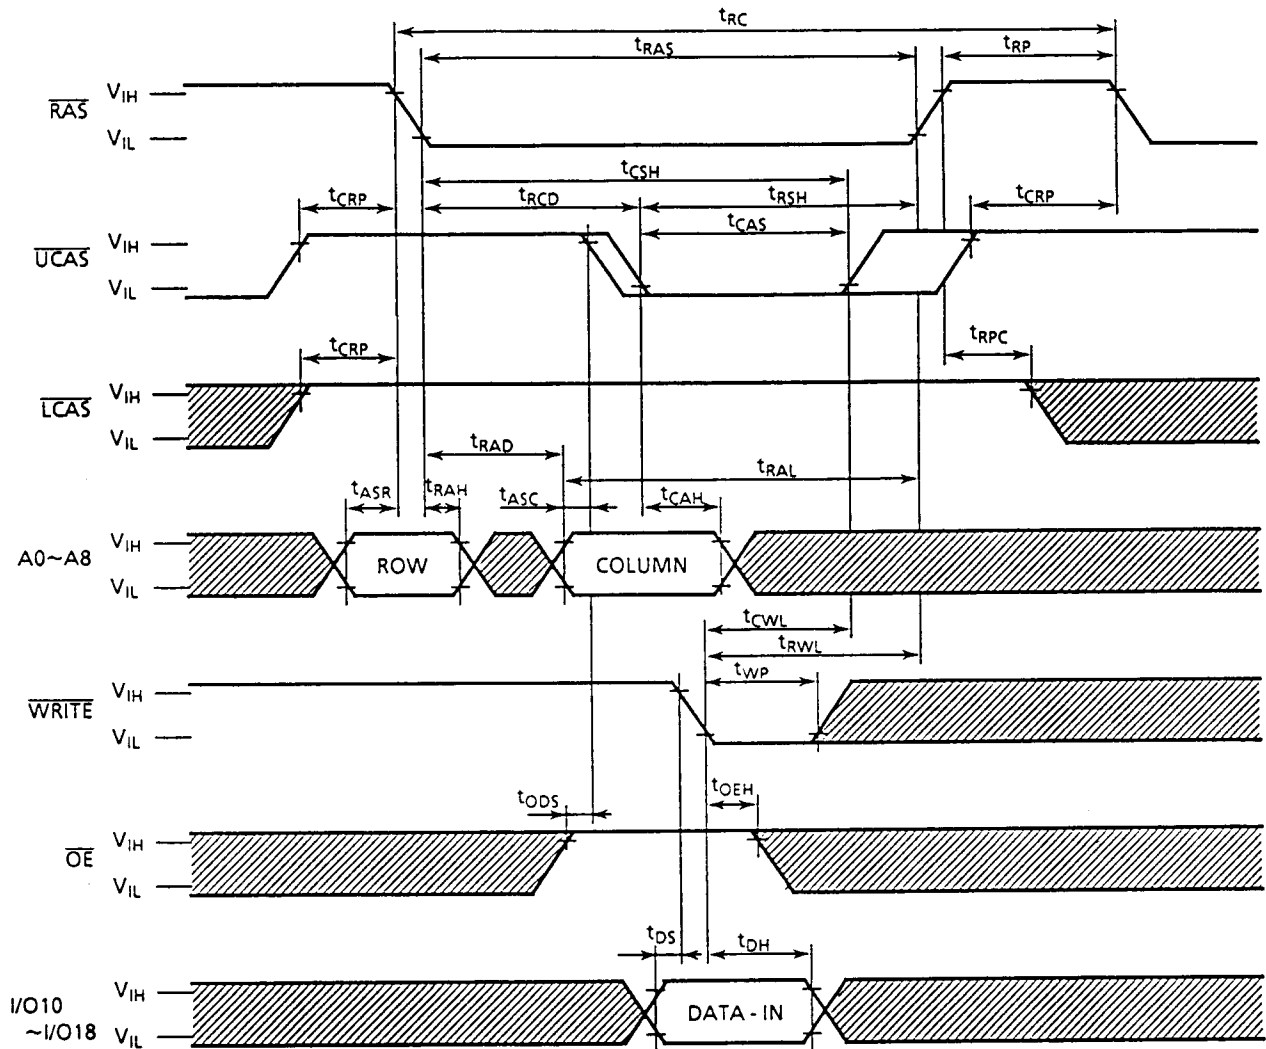 tRC
tRAS
tRP
RAS
VIH
VIL
tCSH
tCRP
tRCD
tRSH
tCRP
tCAS
UCAS
VIH
VIL
tCRP
tRPC
LCAS
VIH
VIL
tRAD
tRAL
tASR
tRAH
tASC
tCAH
A0~A8
VIH
VIL
ROW
COLUMN
tCWL
tRWL
tWP
WRITE
VIH
VIL
tODS
tOEH
OE
VIH
VIL
tDS
tDH
I/O10
~I/O18
VIH
VIL
DATA - IN